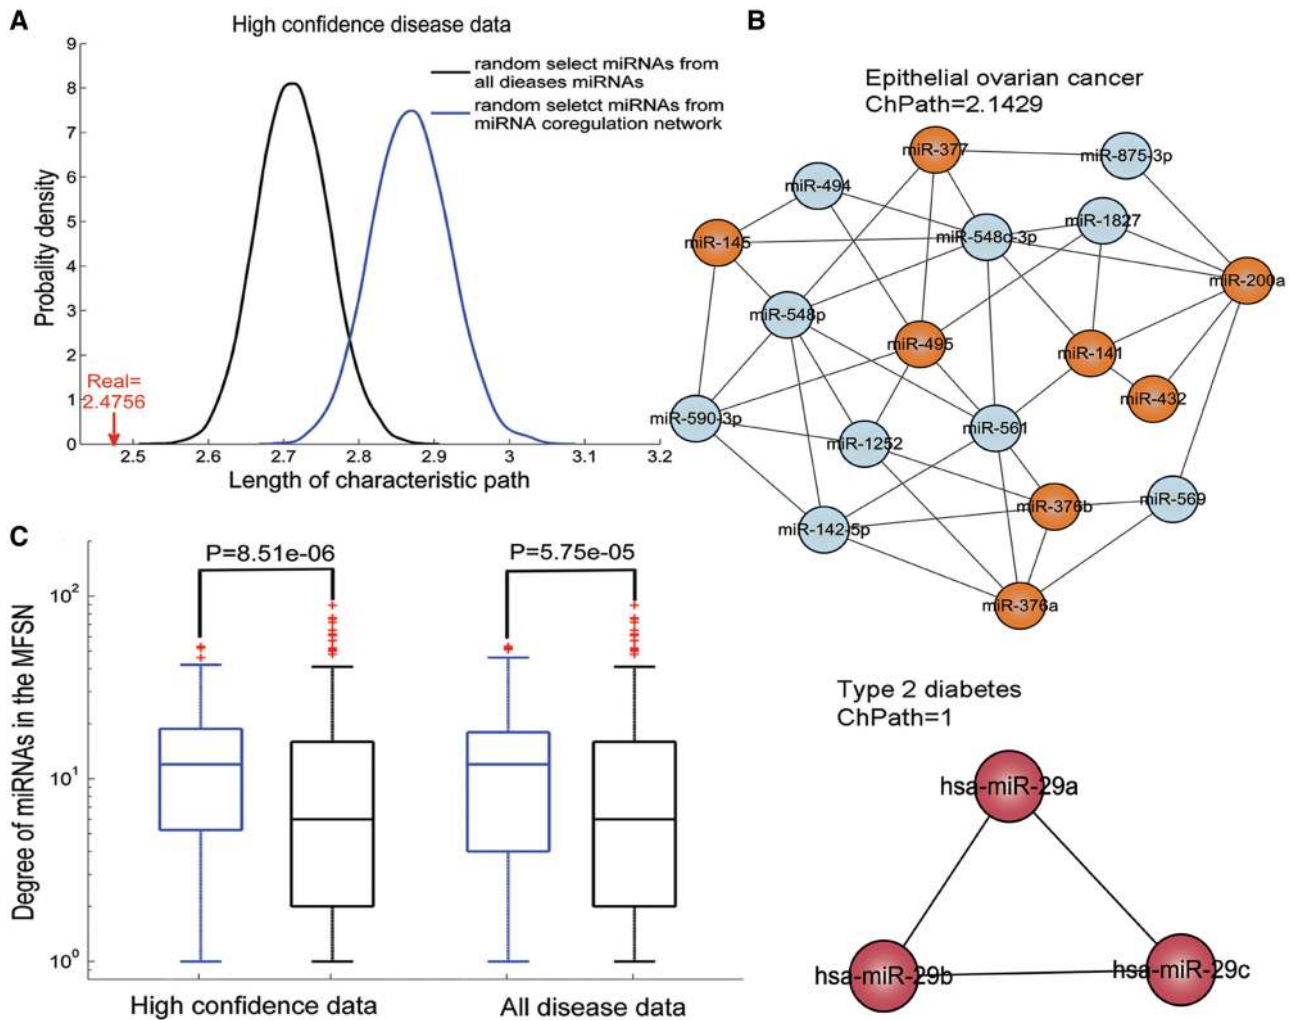 A
High confidence disease data
random select miRNAs from
all dieases miRNAs
random seletct miRNAs from
miRNA coregulation network
Probality density
9
8
7
6
5
4
3
2
1
0
Real=
2.4756
2.5
2.6
2.7
2.8
2.9
3
3.1
3.2
Length of characteristic path
B
Epithelial ovarian cancer
ChPath=2.1429
miR-377
miR-875-3p
miR-494
miR-1827
miR-145
miR-548c-3p
miR-200a
miR-548p
miR-495
miR-141
miR-432
miR-590-3p
miR-1252
miR-561
miR-376b
miR-569
miR-142-5p
miR-376a
Type 2 diabetes
ChPath=1
hsa-miR-29a
hsa-miR-29b
hsa-miR-29c
C
P=8.51e-06
P=5.75e-05
Degree of miRNAs in the MFSN
10²
10¹
10⁰
High confidence data
All disease data